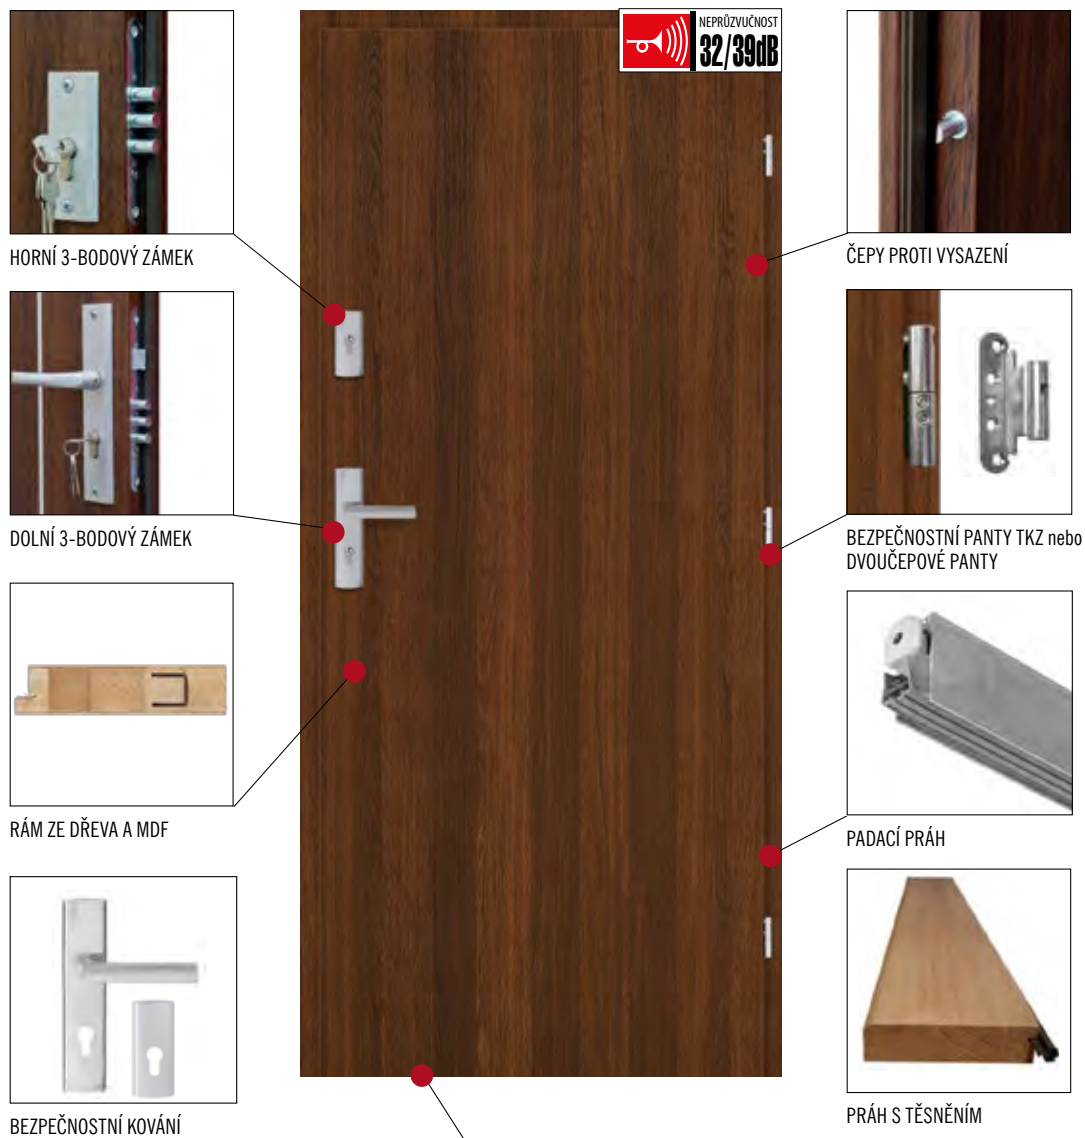 NEPRŮZVUČNOST
32/39dB
HORNÍ 3-BODOVÝ ZÁMEK
DOLNÍ 3-BODOVÝ ZÁMEK
RÁM ZE DŘEVA A MDF
BEZPEČNOSTNÍ KOVÁNÍ
ČEPY PROTI VYSAZENÍ
BEZPEČNOSTNÍ PANTY TKZ nebo
DVOUČEPOVÉ PANTY
PADACÍ PRÁH
PRÁH S TĚSNĚNÍM